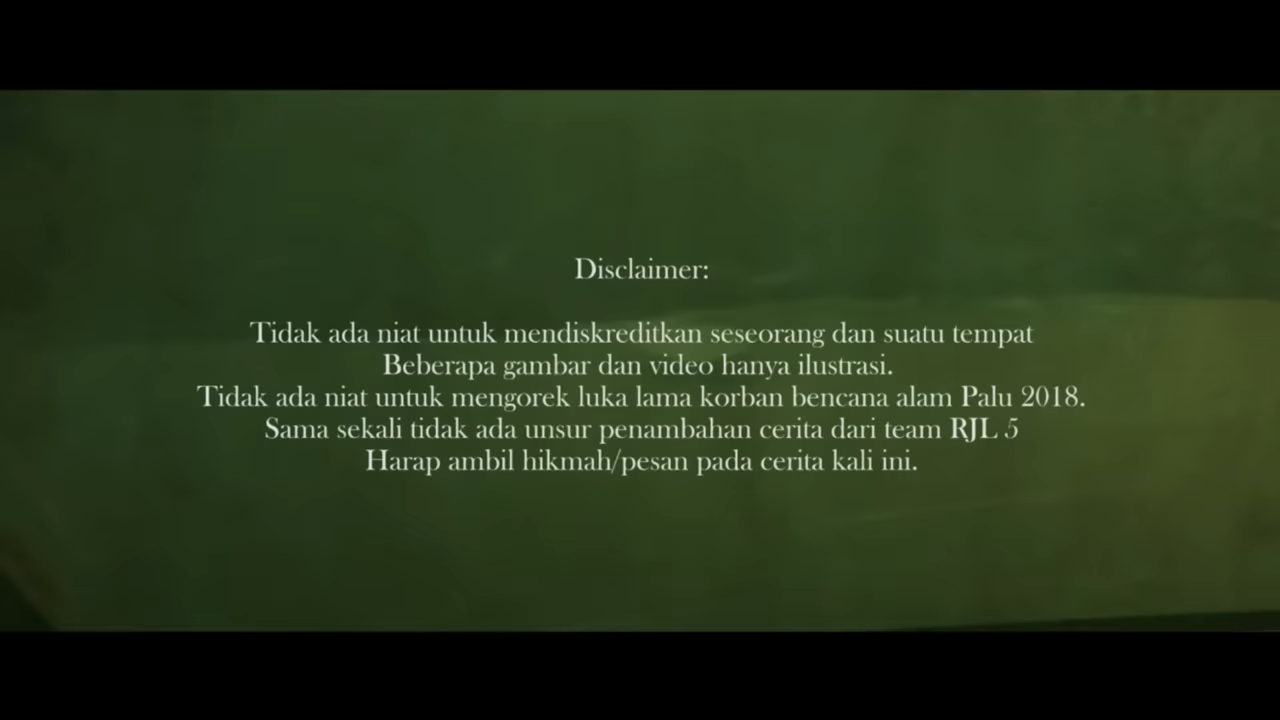 Disclaimer:
Tidak ada niat untuk mendiskreditkan seseorang dan suatu tempat
Beberapa gambar dan video hanya ilustrasi.
Tidak ada niat untuk mengorek luka lama korban bencana alam Palu 2018.
Sama sekali tidak ada unsur penambahan cerita dari team RJL 5
Harap ambil hikmah/pesan pada cerita kali ini.